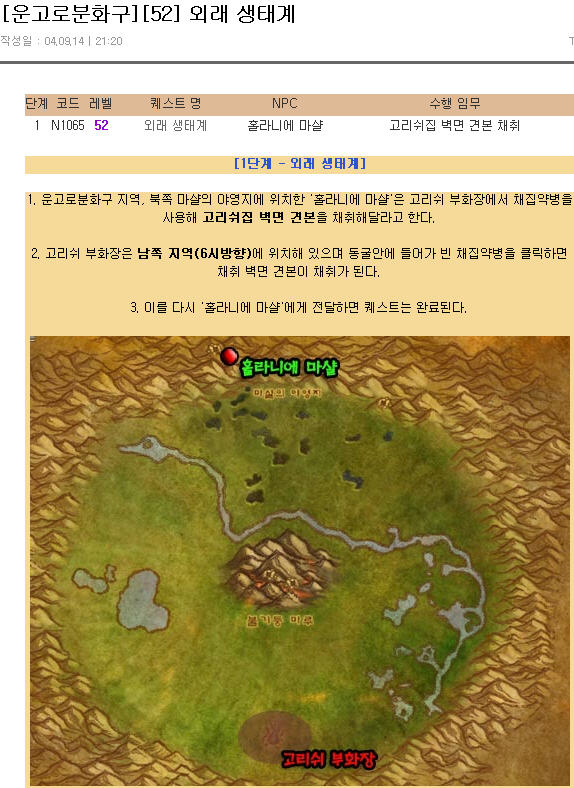 [운고로분화구][52] 외래 생태계
작성일 : 04,09,14 | 21:20
T
단계 코드 레벨 퀘스트 명 NPC 수행 임무
1 N1065 52 외래 생태계 홀라니에 마샬 고리쉬집 벽면 견본 채취
[1단계 - 외래 생태계]
1. 운고로분화구 지역, 북쪽 마샬의 야영지에 위치한 '홀라니에 마샬'은 고리쉬 부화장에서 채집약병을
사용해 고리쉬집 벽면 견본을 채취해달라고 한다.
2. 고리쉬 부화장은 남쪽 지역(6시방향)에 위치해 있으며 동굴안에 들어가 빈 채집약병을 클릭하면
채취 벽면 견본이 채취가 된다.
3. 이를 다시 '홀라니에 마샬'에게 전달하면 퀘스트는 완료된다.
홀라니에 마샬
마샬의 야영지
불기둥 마루
고리쉬 부화장